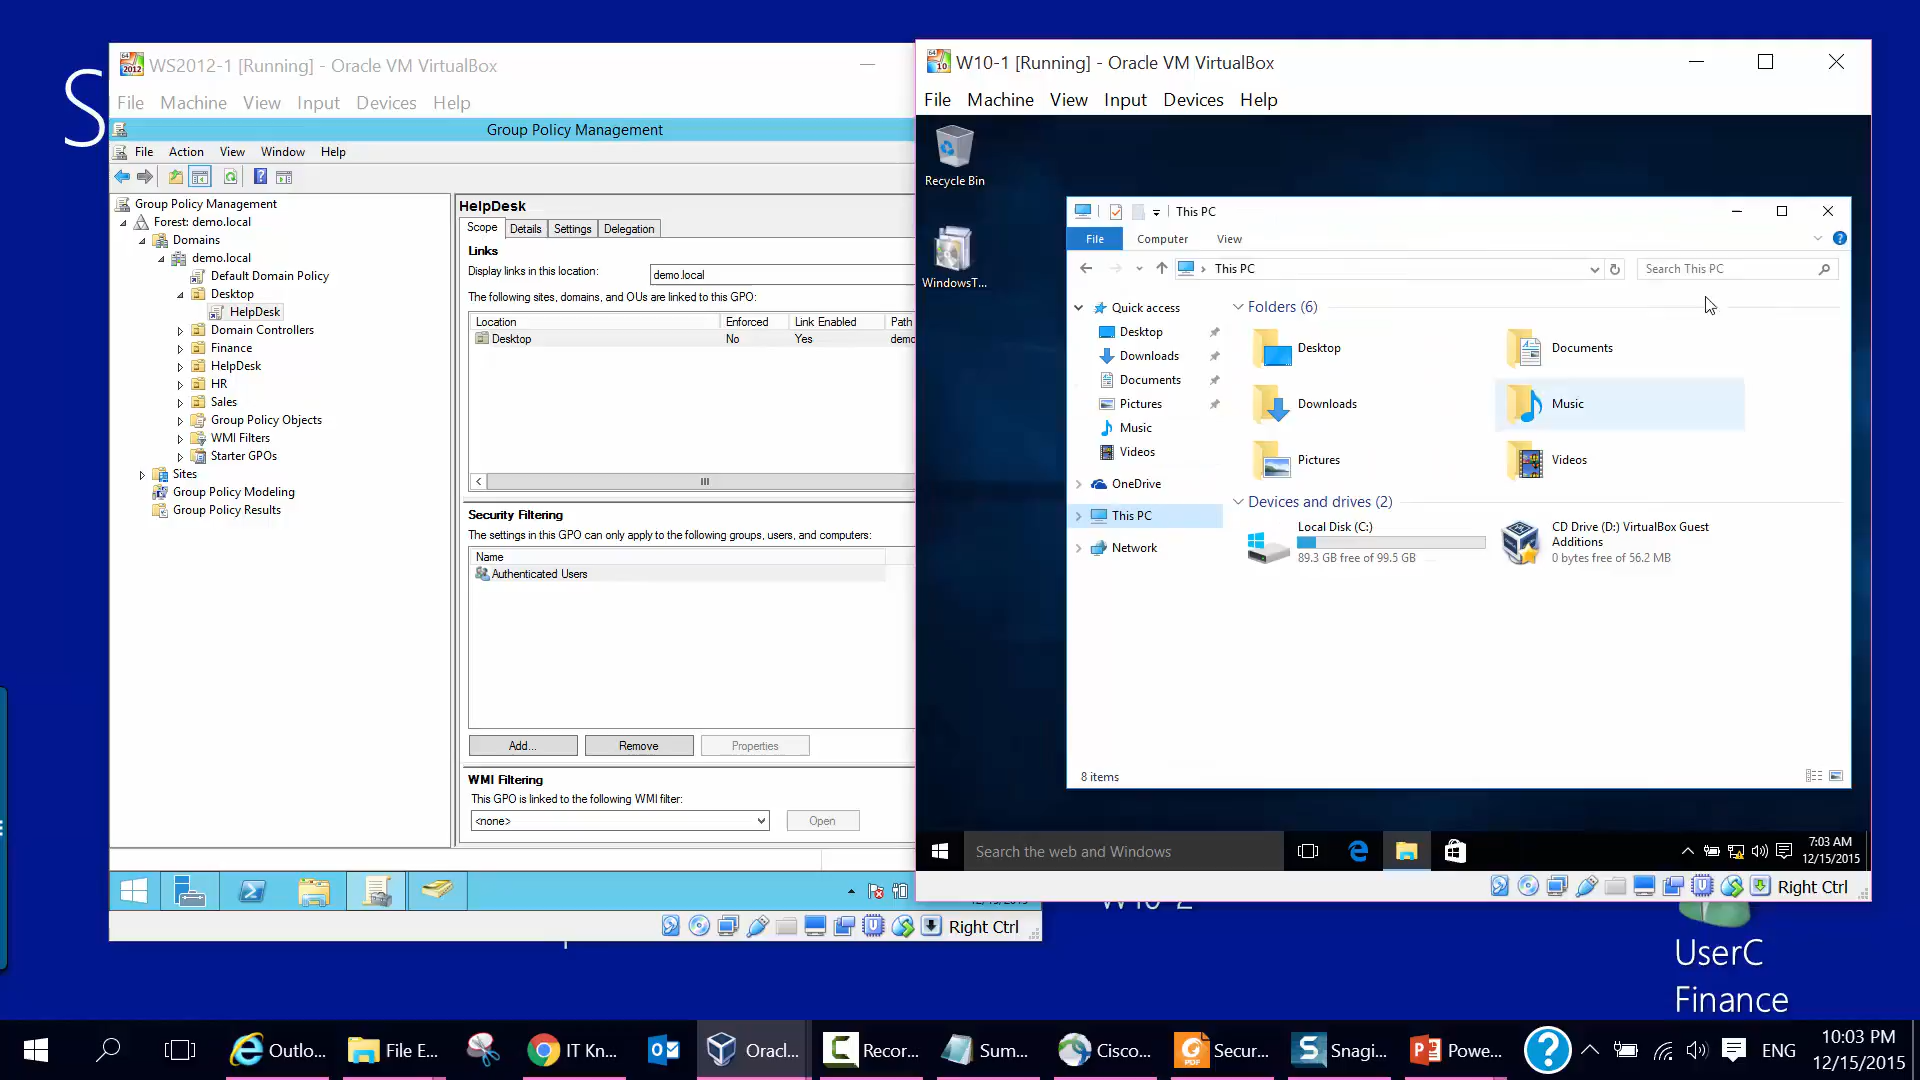 S
WS2012-1 [Running] - Oracle VM VirtualBox
File Machine View Input Devices Help
Group Policy Management
File Action View Window Help
Group Policy Management
Forest: demo.local
Domains
demo.local
Default Domain Policy
Desktop
HelpDesk
Domain Controllers
Finance
HelpDesk
HR
Sales
Group Policy Objects
WMI Filters
Starter GPOs
Sites
Group Policy Modeling
Group Policy Results
HelpDesk
Scope Details Settings Delegation
Links
Display links in this location: demo.local
The following sites, domains, and OUs are linked to this GPO:
Location Enforced Link Enabled Path
Desktop No Yes demo
Security Filtering
The settings in this GPO can only apply to the following groups, users, and computers:
Name
Authenticated Users
Add... Remove Properties
WMI Filtering
This GPO is linked to the following WMI filter:
<none> Open
Right Ctrl
W10-1 [Running] - Oracle VM VirtualBox
File Machine View Input Devices Help
Recycle Bin
WindowsT...
This PC
File Computer View
This PC Search This PC
Quick access
Desktop
Downloads
Documents
Pictures
Music
Videos
OneDrive
This PC
Network
Folders (6)
Desktop Documents
Downloads Music
Pictures Videos
Devices and drives (2)
Local Disk (C:)
89.3 GB free of 99.5 GB
CD Drive (D:) VirtualBox Guest
Additions
0 bytes free of 56.2 MB
8 items
Search the web and Windows
7:03 AM
12/15/2015
Right Ctrl
UserC
Finance
Outlo... File E... IT Kn... Oracl... Recor... Sum... Cisco... Secur... Snagi... Powe... ENG
10:03 PM
12/15/2015